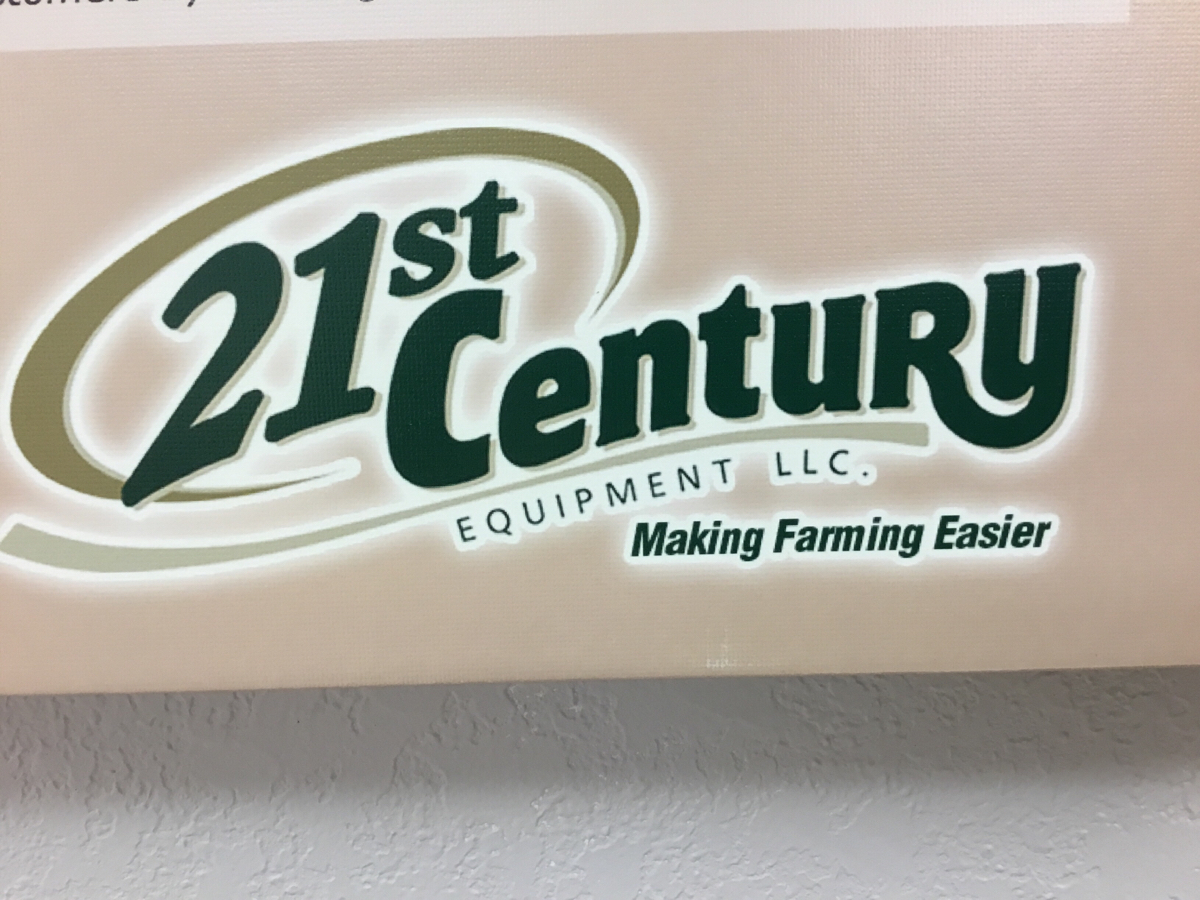 21st
Century
EQUIPMENT LLC.
Making Farming Easier